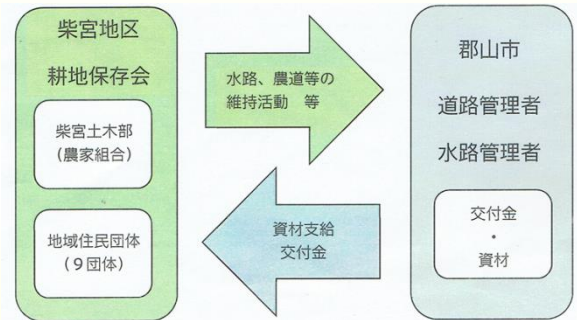 柴宮地区
耕地保存会
柴宮土木部
(農家組合)
地域住民団体
(9団体)
水路、農道等の
維持活動　等
資材支給
交付金
郡山市
道路管理者
水路管理者
交付金
・
資材